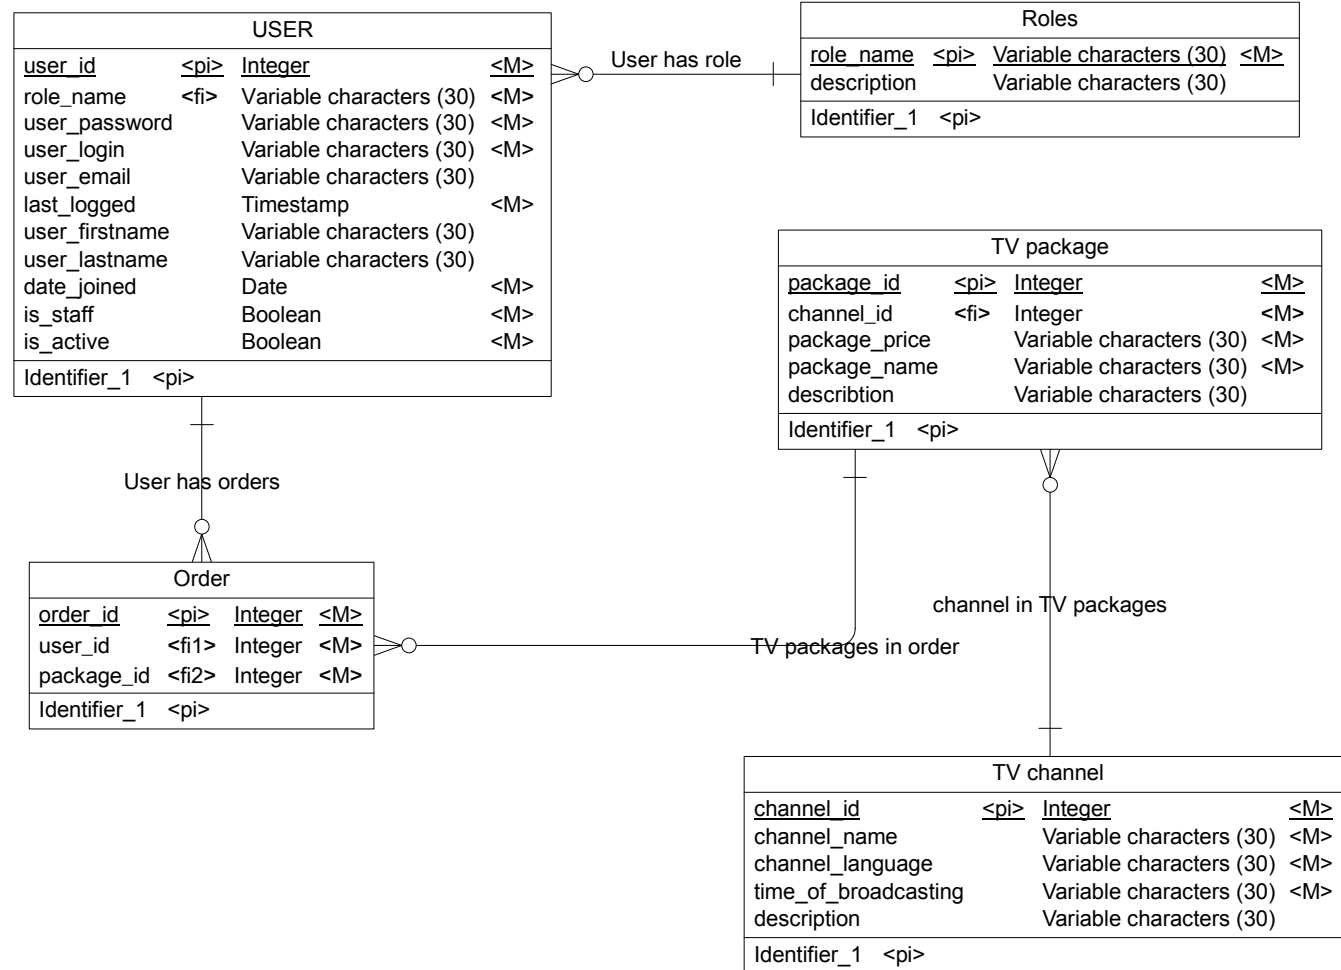 USER
user_id <pi> Integer <M>
role_name <fi> Variable characters (30) <M>
user_password Variable characters (30) <M>
user_login Variable characters (30) <M>
user_email Variable characters (30)
last_logged Timestamp <M>
user_firstname Variable characters (30)
user_lastname Variable characters (30)
date_joined Date <M>
is_staff Boolean <M>
is_active Boolean <M>
Identifier_1 <pi>
User has role
Roles
role_name <pi> Variable characters (30) <M>
description Variable characters (30)
Identifier_1 <pi>
TV package
package_id <pi> Integer <M>
channel_id <fi> Integer <M>
package_price Variable characters (30) <M>
package_name Variable characters (30) <M>
describtion Variable characters (30)
Identifier_1 <pi>
User has orders
Order
order_id <pi> Integer <M>
user_id <fi1> Integer <M>
package_id <fi2> Integer <M>
Identifier_1 <pi>
channel in TV packages
TV packages in order
TV channel
channel_id <pi> Integer <M>
channel_name Variable characters (30) <M>
channel_language Variable characters (30) <M>
time_of_broadcasting Variable characters (30) <M>
description Variable characters (30)
Identifier_1 <pi>